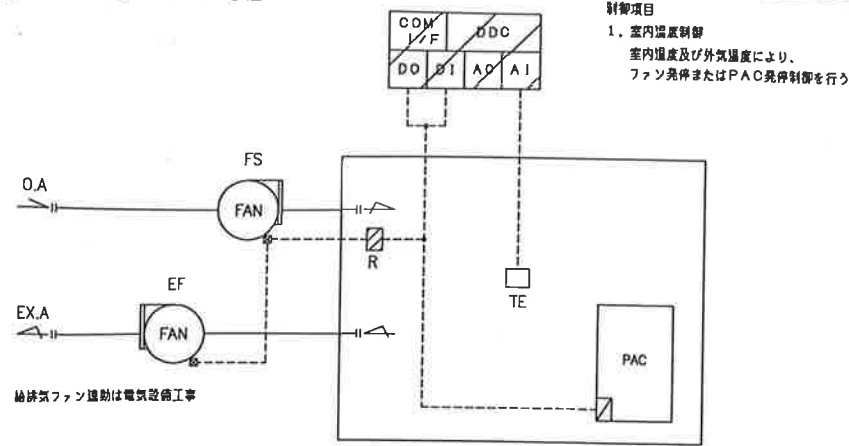 制御項目
1. 室内温度制御
室内温度及び外気温度により、
ファン発停またはPAC発停制御を行う
COM I/F
DDC
DO DI AO AI
FS
O.A
FAN
R
TE
EF
EX.A
FAN
PAC
給排気ファン連動は電気設備工事